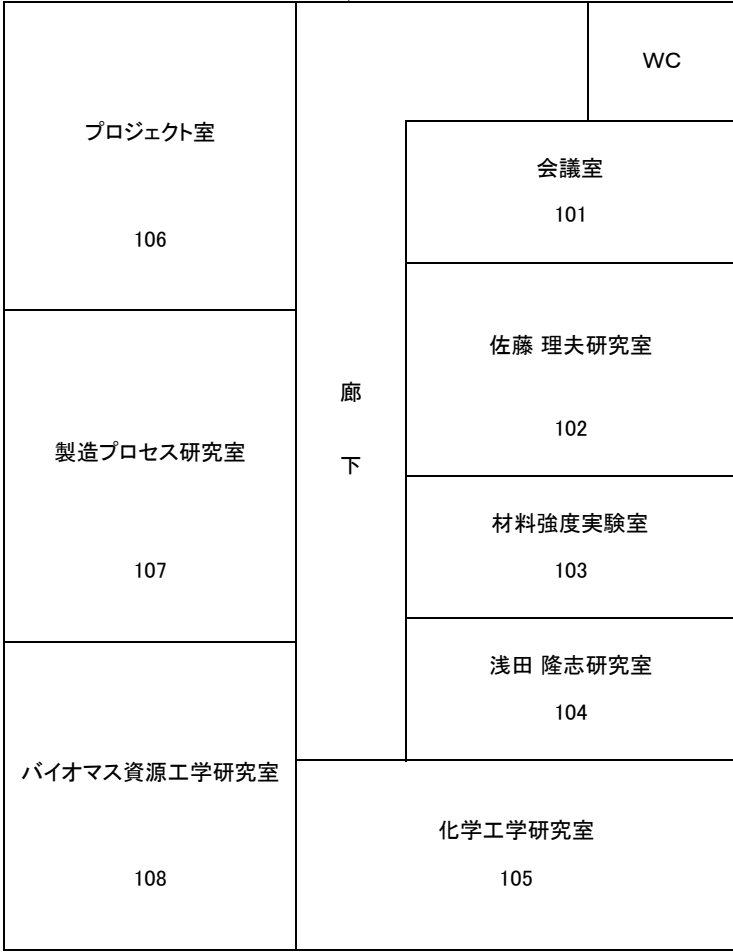 WC
プロジェクト室
106
会議室
101
佐藤 理夫研究室
102
廊
下
製造プロセス研究室
107
材料強度実験室
103
浅田 隆志研究室
104
バイオマス資源工学研究室
108
化学工学研究室
105